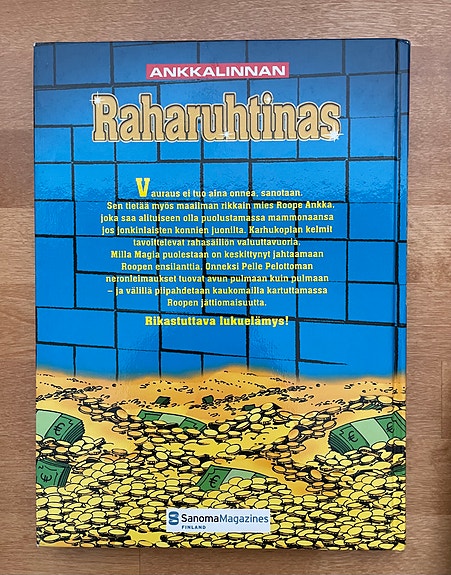 ANKKALINNAN
Raharuhtinas
Vauraus ei tuo aina onnea, sanotaan.
Sen tietää myös maailman rikkain mies Roope Ankka,
joka saa alituiseen olla puolustamassa mammonaansa
jos jonkinlaisten konnien juonilta. Karhukoplan kelmit
tavoittelevat rahasäiliön valuuttavuoria.
Milla Magia puolestaan on keskittynyt jahtaamaan
Roopen ensilanttia. Onneksi Pelle Pelottoman
neronleimaukset tuovat avun pulmaan kuin pulmaan
– ja välillä piipahdetaan kaukomailla kartuttamassa
Roopen jättiomaisuutta.
Rikastuttava lukuelämys!
€
€
€
€
SanomaMagazines
FINLAND